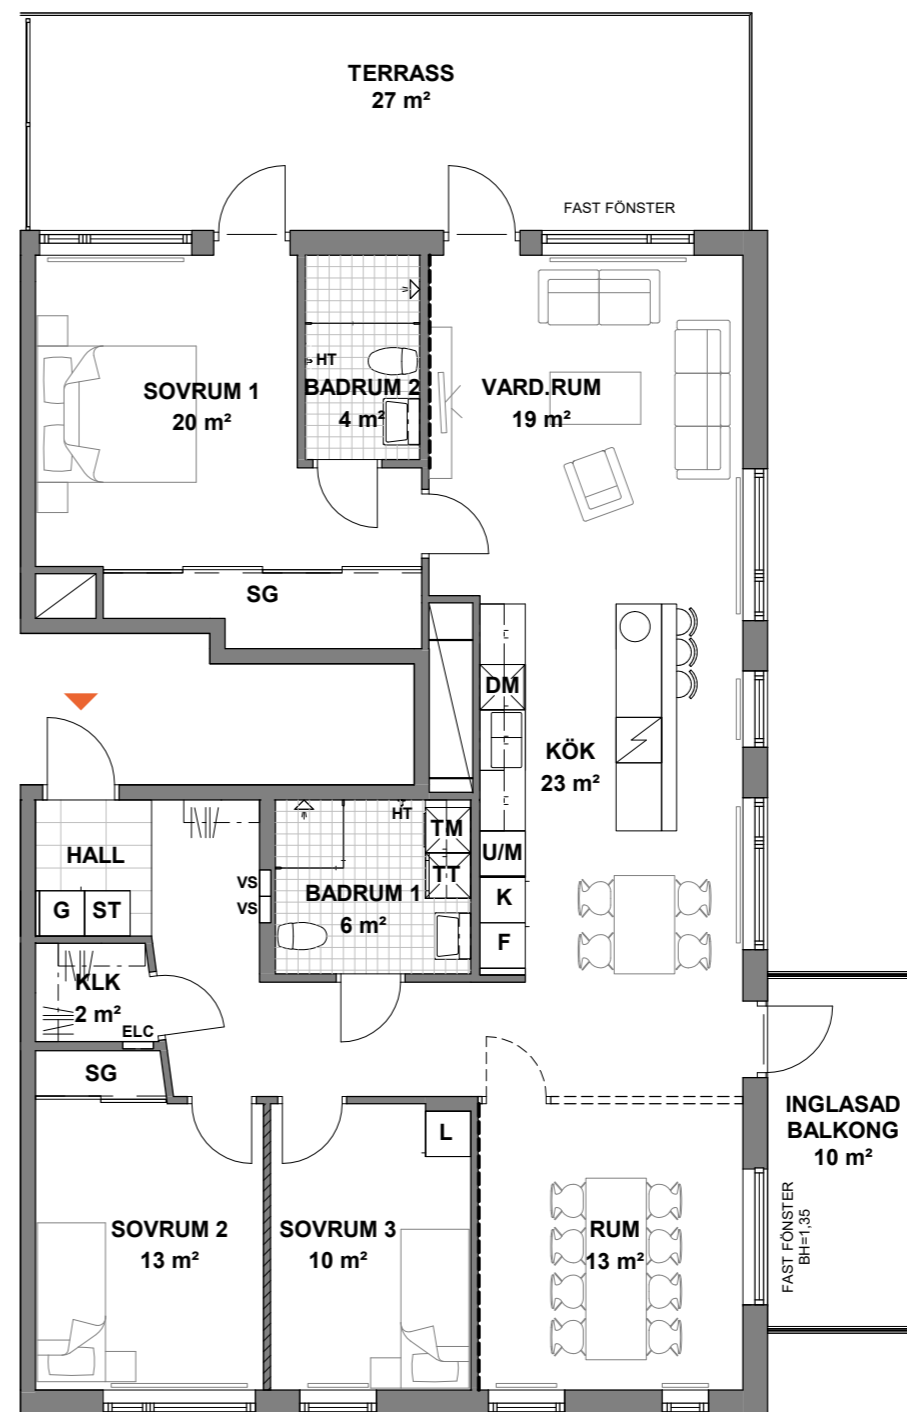 TERRASS
27 m²
FAST FÖNSTER
HT
SOVRUM 1
20 m²
BADRUM 2
4 m²
VARD.RUM
19 m²
SG
DM
KÖK
23 m²
HALL
G
ST
VS
VS
HT
TM
TT
BADRUM 1
6 m²
U/M
K
F
KLK
2 m²
ELC
SG
L
INGLASAD
BALKONG
10 m²
FAST FÖNSTER
BH=1,35
SOVRUM 2
13 m²
SOVRUM 3
10 m²
RUM
13 m²